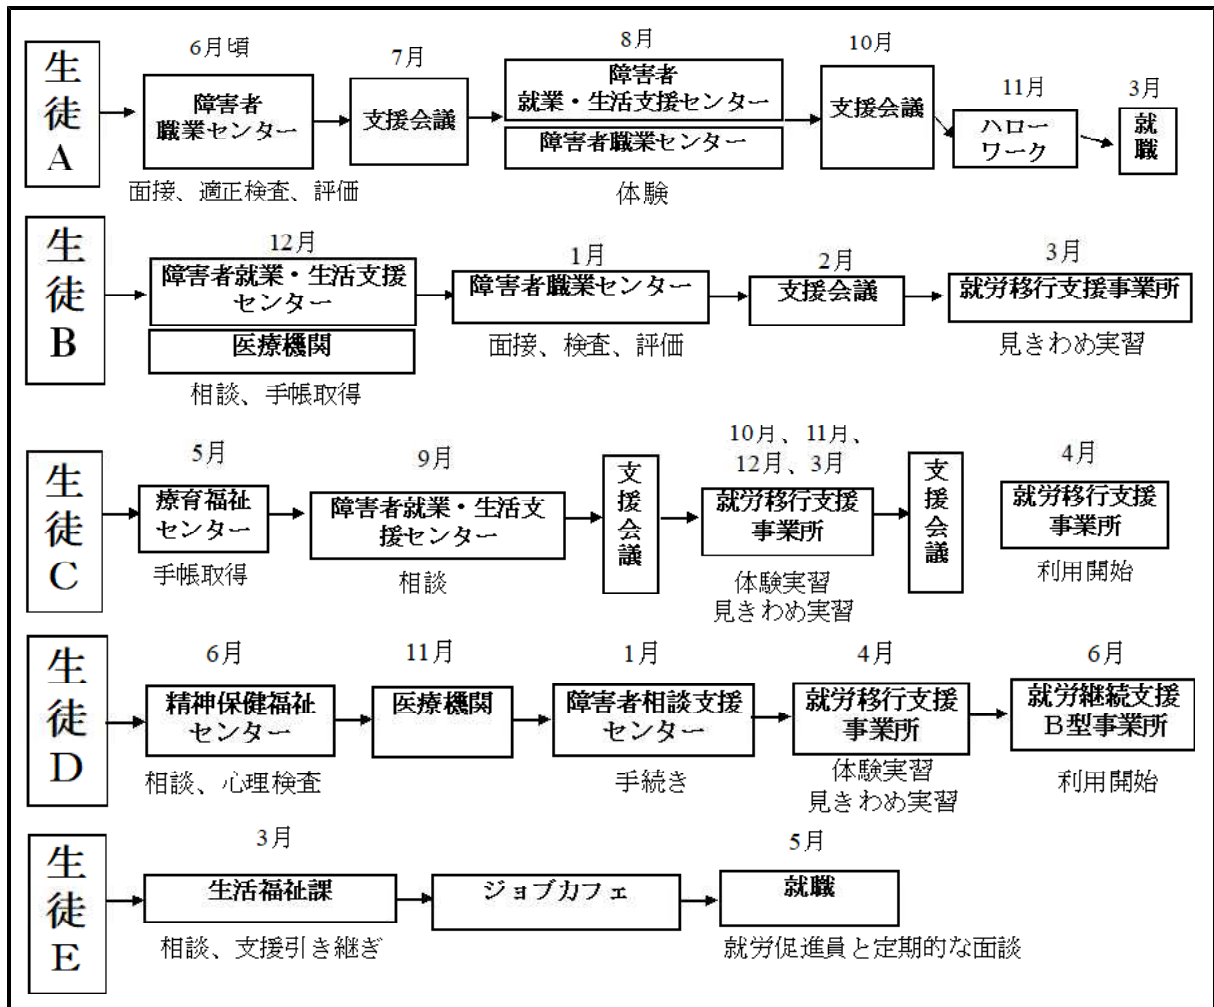 生徒A
6月頃
障害者
職業センター
面接、適正検査、評価
7月
支援会議
8月
障害者
就業・生活支援センター
障害者職業センター
体験
10月
支援会議
11月
ハロー
ワーク
3月
就職
生徒B
12月
障害者就業・生活支援
センター
医療機関
相談、手帳取得
1月
障害者職業センター
面接、検査、評価
2月
支援会議
3月
就労移行支援事業所
見きわめ実習
生徒C
5月
療育福祉
センター
手帳取得
9月
障害者就業・生活支
援センター
相談
支援会議
10月、11月、
12月、3月
就労移行支援
事業所
体験実習
見きわめ実習
支援会議
4月
就労移行支援
事業所
利用開始
生徒D
6月
精神保健福祉
センター
相談、心理検査
11月
医療機関
1月
障害者相談支援
センター
手続き
4月
就労移行支援
事業所
体験実習
見きわめ実習
6月
就労継続支援
B型事業所
利用開始
生徒E
3月
生活福祉課
相談、支援引き継ぎ
ジョブカフェ
5月
就職
就労促進員と定期的な面談